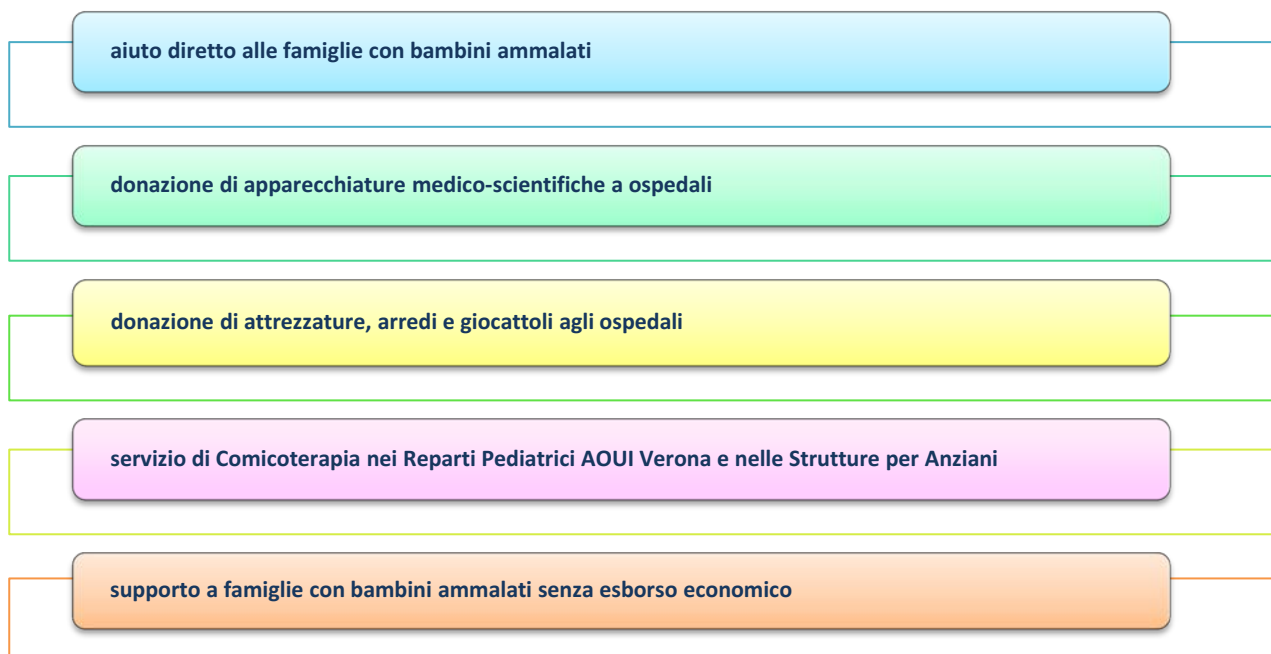 aiuto diretto alle famiglie con bambini ammalati
donazione di apparecchiature medico-scientifiche a ospedali
donazione di attrezzature, arredi e giocattoli agli ospedali
servizio di Comicoterapia nei Reparti Pediatrici AOUI Verona e nelle Strutture per Anziani
supporto a famiglie con bambini ammalati senza esborso economico